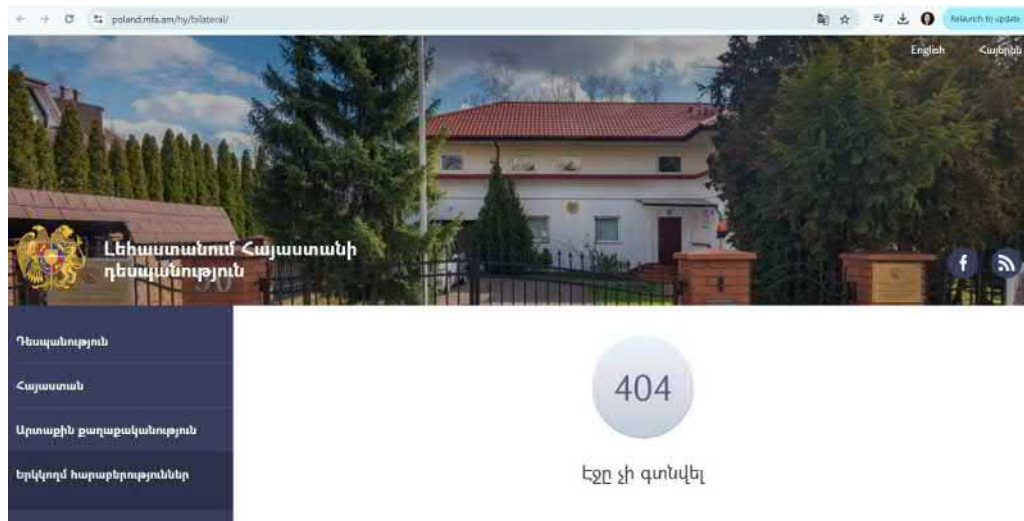 poland.mfa.am/hy/bilateral/
Relaunch to update
English Հայերեն
Լեհաստանում Հայաստանի
դեսպանություն
f
Դեսպանություն
Հայաստան
Արտաքին քաղաքականություն
Երկկողմ հարաբերություններ
404
Էջը չի գտնվել